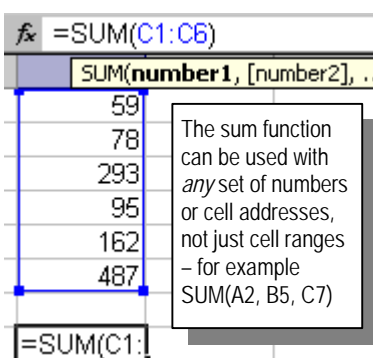 fx =SUM(C1:C6)
SUM(number1, [number2], ..
59
78
293
95
162
487
The sum function
can be used with
any set of numbers
or cell addresses,
not just cell ranges
– for example
SUM(A2, B5, C7)
=SUM(C1: